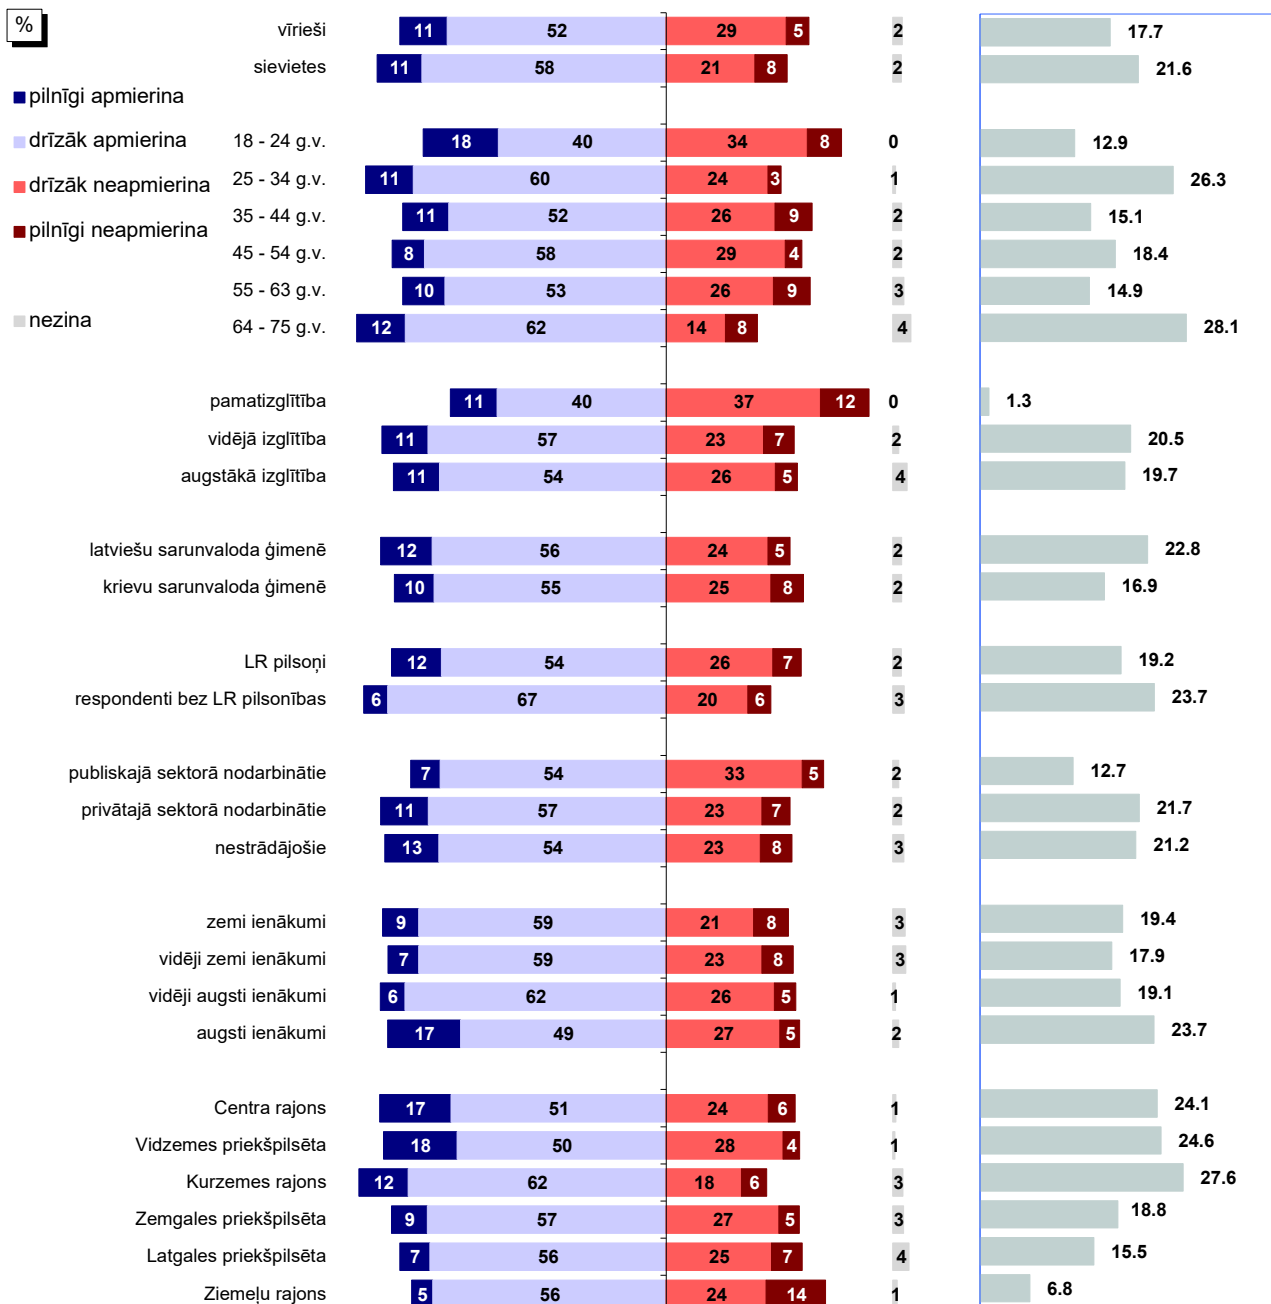 %
pilnīgi apmierina
drīzāk apmierina
drīzāk neapmierina
pilnīgi neapmierina
nezina
vīrieši 11 52 29 5 2 17.7
sievietes 11 58 21 8 2 21.6
18 - 24 g.v. 18 40 34 8 0 12.9
25 - 34 g.v. 11 60 24 3 1 26.3
35 - 44 g.v. 11 52 26 9 2 15.1
45 - 54 g.v. 8 58 29 4 2 18.4
55 - 63 g.v. 10 53 26 9 3 14.9
64 - 75 g.v. 12 62 14 8 4 28.1
pamatizglītība 11 40 37 12 0 1.3
vidējā izglītība 11 57 23 7 2 20.5
augstākā izglītība 11 54 26 5 4 19.7
latviešu sarunvaloda ģimenē 12 56 24 5 2 22.8
krievu sarunvaloda ģimenē 10 55 25 8 2 16.9
LR pilsoņi 12 54 26 7 2 19.2
respondenti bez LR pilsonības 6 67 20 6 3 23.7
publiskajā sektorā nodarbinātie 7 54 33 5 2 12.7
privātajā sektorā nodarbinātie 11 57 23 7 2 21.7
nestrādājošie 13 54 23 8 3 21.2
zemi ienākumi 9 59 21 8 3 19.4
vidēji zemi ienākumi 7 59 23 8 3 17.9
vidēji augsti ienākumi 6 62 26 5 1 19.1
augsti ienākumi 17 49 27 5 2 23.7
Centra rajons 17 51 24 6 1 24.1
Vidzemes priekšpilsēta 18 50 28 4 1 24.6
Kurzemes rajons 12 62 18 6 3 27.6
Zemgales priekšpilsēta 9 57 27 5 3 18.8
Latgales priekšpilsēta 7 56 25 7 4 15.5
Ziemeļu rajons 5 56 24 14 1 6.8